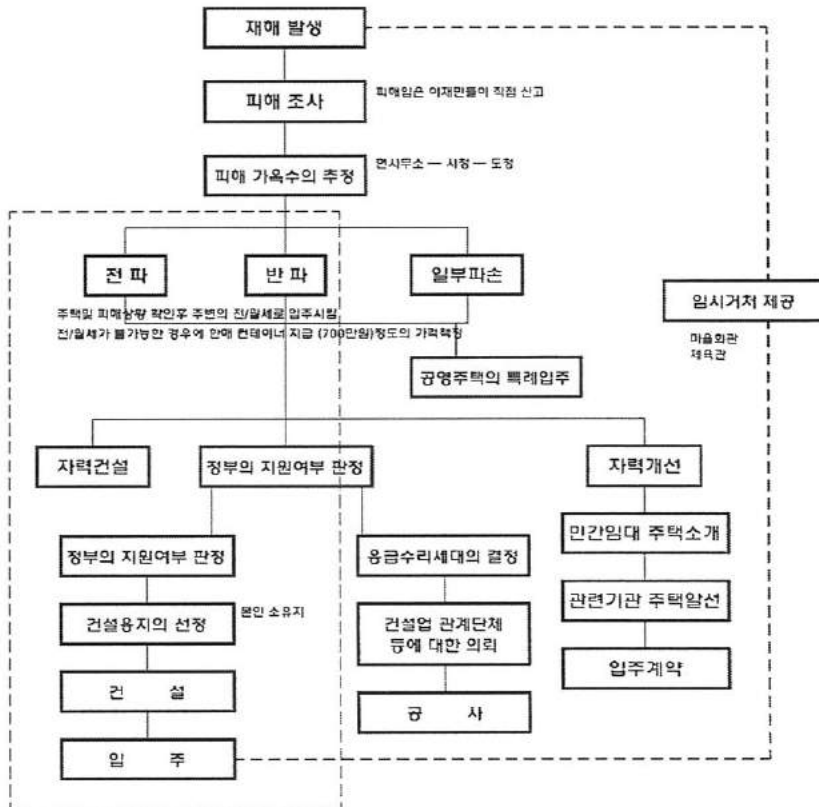 재해 발생
피해 조사
피해입은 이재민들이 직접 신고
피해 가옥수의 추정
면사무소 — 시청 — 도청
전 파
반 파
일부파손
임시거처 제공
주택및 피해상황 확인후 주변의 전/월세로 입주시킴
전/월세가 불가능한 경우에 한해 컨테이너 지급 (700만원)정도의 가격책정
마을회관
체육관
공영주택의 특례입주
자력건설
정부의 지원여부 판정
자력개선
정부의 지원여부 판정
응급수리세대의 결정
민간임대 주택소개
건설용지의 선정
본인 소유지
건설업 관계단체
등에 대한 의뢰
관련기관 주택알선
건 설
공 사
입주계약
입 주